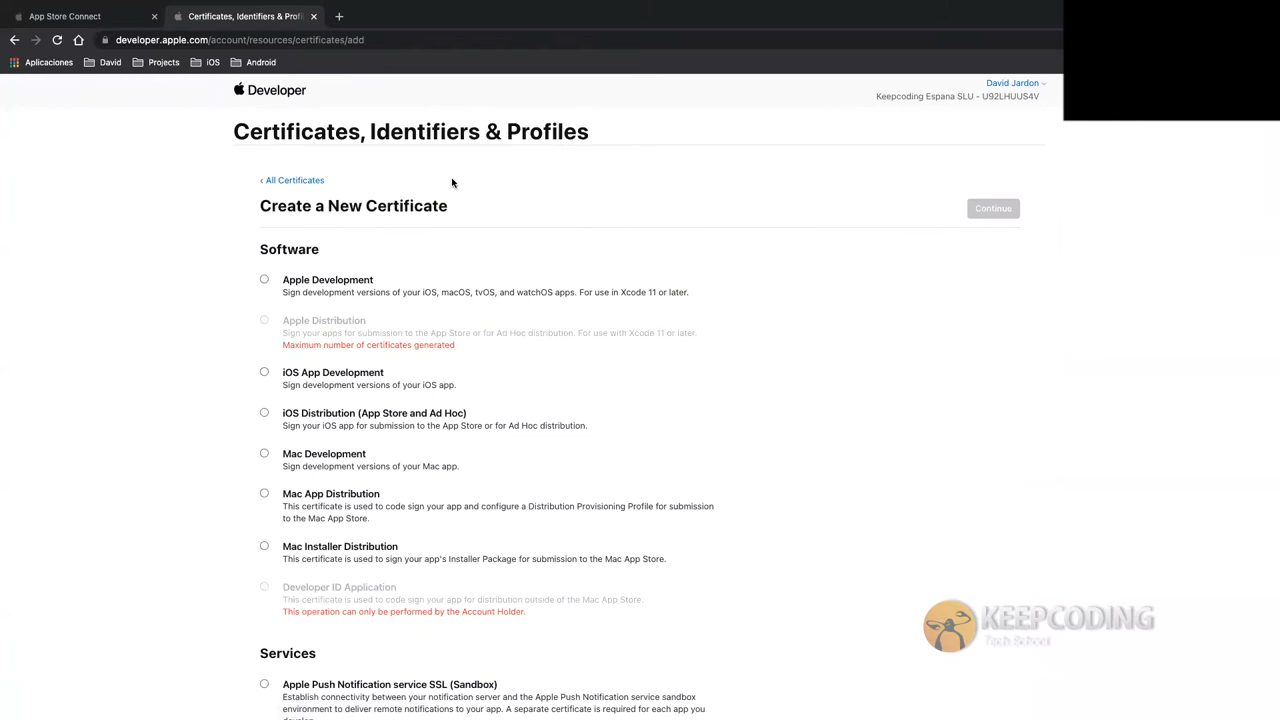 App Store Connect
Certificates, Identifiers & Profi
developer.apple.com/account/resources/certificates/add
Aplicaciones David Projects iOS Android
Developer
David Jardon
Keepcoding Espana SLU - U92LHUUS4V
Certificates, Identifiers & Profiles
‹ All Certificates
Create a New Certificate
Continue
Software
Apple Development
Sign development versions of your iOS, macOS, tvOS, and watchOS apps. For use in Xcode 11 or later.
Apple Distribution
Sign your apps for submission to the App Store or for Ad Hoc distribution. For use with Xcode 11 or later.
Maximum number of certificates generated
iOS App Development
Sign development versions of your iOS app.
iOS Distribution (App Store and Ad Hoc)
Sign your iOS app for submission to the App Store or for Ad Hoc distribution.
Mac Development
Sign development versions of your Mac app.
Mac App Distribution
This certificate is used to code sign your app and configure a Distribution Provisioning Profile for submission
to the Mac App Store.
Mac Installer Distribution
This certificate is used to sign your app's Installer Package for submission to the Mac App Store.
Developer ID Application
This certificate is used to code sign your app for distribution outside of the Mac App Store.
This operation can only be performed by the Account Holder.
KEEPCODING
Tech School
Services
Apple Push Notification service SSL (Sandbox)
Establish connectivity between your notification server and the Apple Push Notification service sandbox
environment to deliver remote notifications to your app. A separate certificate is required for each app you